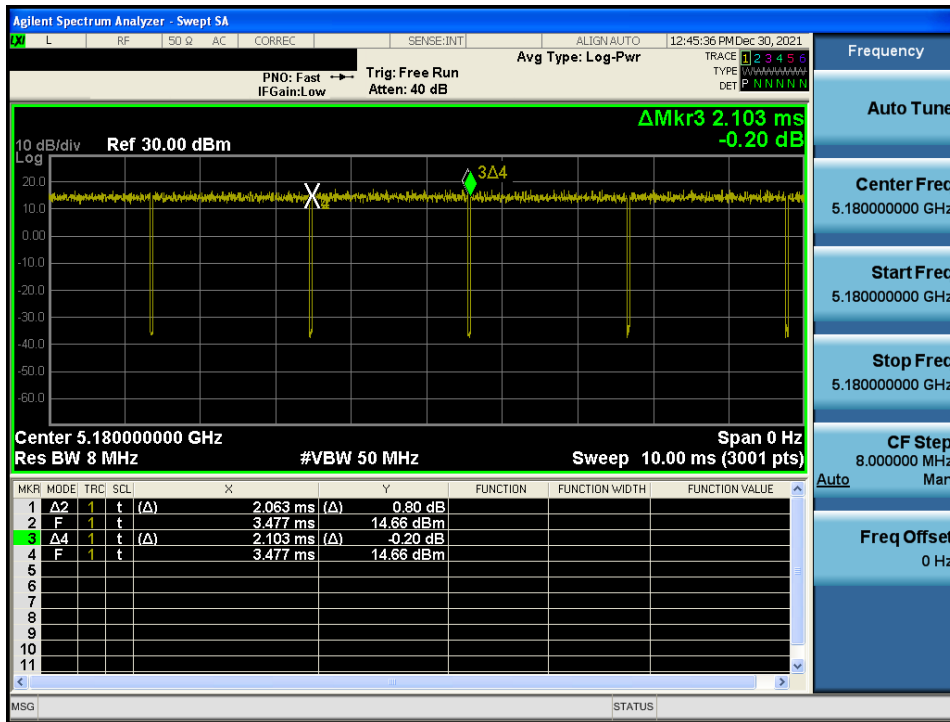 Agilent Spectrum Analyzer - Swept SA
LXI L RF 50 Ω AC CORREC SENSE:INT ALIGN AUTO 12:45:36 PM Dec 30, 2021
Avg Type: Log-Pwr TRACE 1 2 3 4 5 6
PNO: Fast Trig: Free Run TYPE WWWWWWW
IFGain:Low Atten: 40 dB DET P N N N N N
ΔMkr3 2.103 ms
-0.20 dB
10 dB/div Ref 30.00 dBm
Log
3Δ4
20.0
10.0
0.00
-10.0
-20.0
-30.0
-40.0
-50.0
-60.0
Center 5.180000000 GHz Span 0 Hz
Res BW 8 MHz #VBW 50 MHz Sweep 10.00 ms (3001 pts)
MKR MODE TRC SCL X Y FUNCTION FUNCTION WIDTH FUNCTION VALUE
1 Δ2 1 t (Δ) 2.063 ms (Δ) 0.80 dB
2 F 1 t 3.477 ms 14.66 dBm
3 Δ4 1 t (Δ) 2.103 ms (Δ) -0.20 dB
4 F 1 t 3.477 ms 14.66 dBm
5
6
7
8
9
10
11
MSG STATUS
Frequency
Auto Tune
Center Freq
5.180000000 GHz
Start Freq
5.180000000 GHz
Stop Freq
5.180000000 GHz
CF Step
8.000000 MHz
Auto Man
Freq Offset
0 Hz